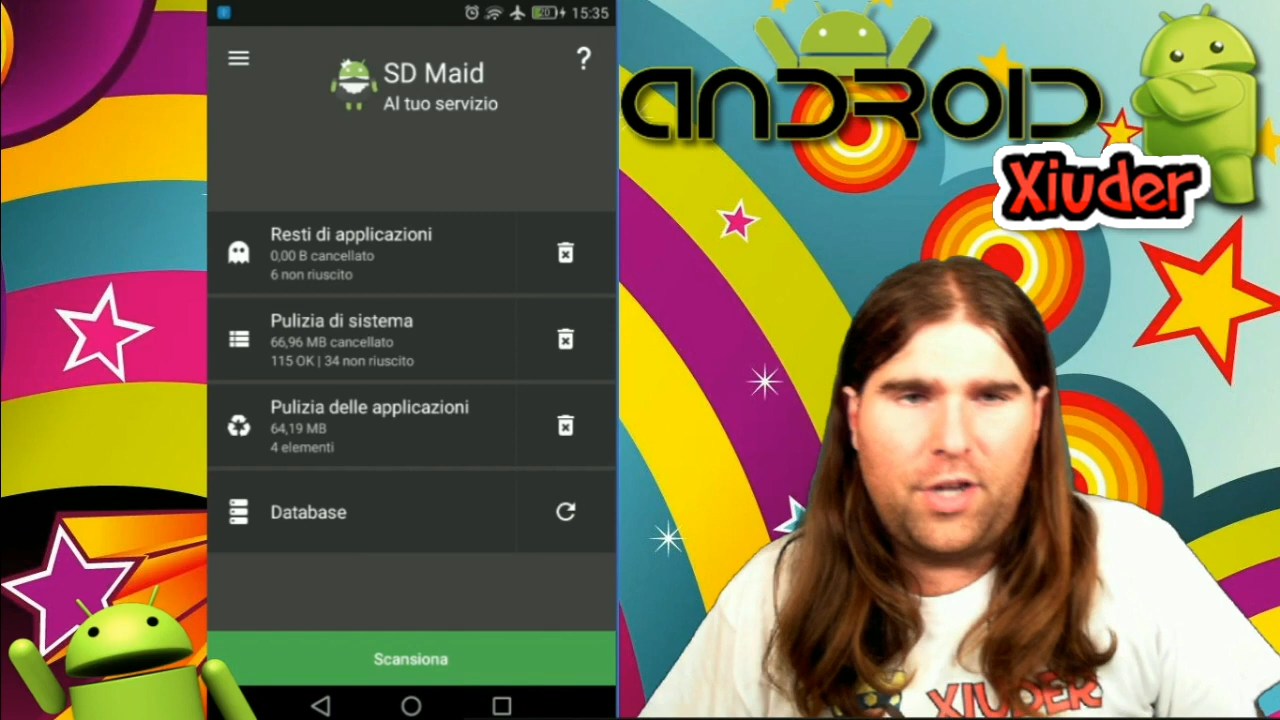 20 15:35
SD Maid
Al tuo servizio
?
Resti di applicazioni
0,00 B cancellato
6 non riuscito
Pulizia di sistema
66,96 MB cancellato
115 OK | 34 non riuscito
Pulizia delle applicazioni
64,19 MB
4 elementi
Database
Scansiona
ANDROID
Xiuder
XIUDER